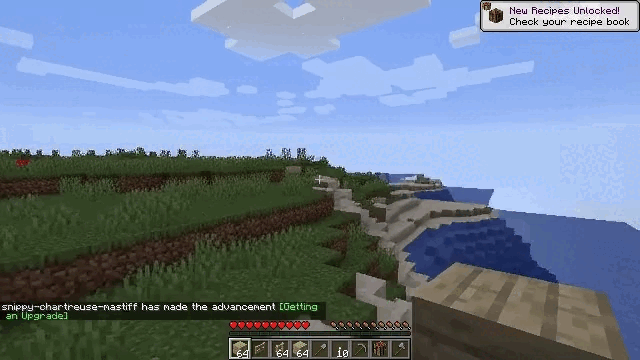 New Recipes Unlocked!
Check your recipe book
snippy-chartreuse-mastiff has made the advancement [Getting
an Upgrade]
64
64
64
10